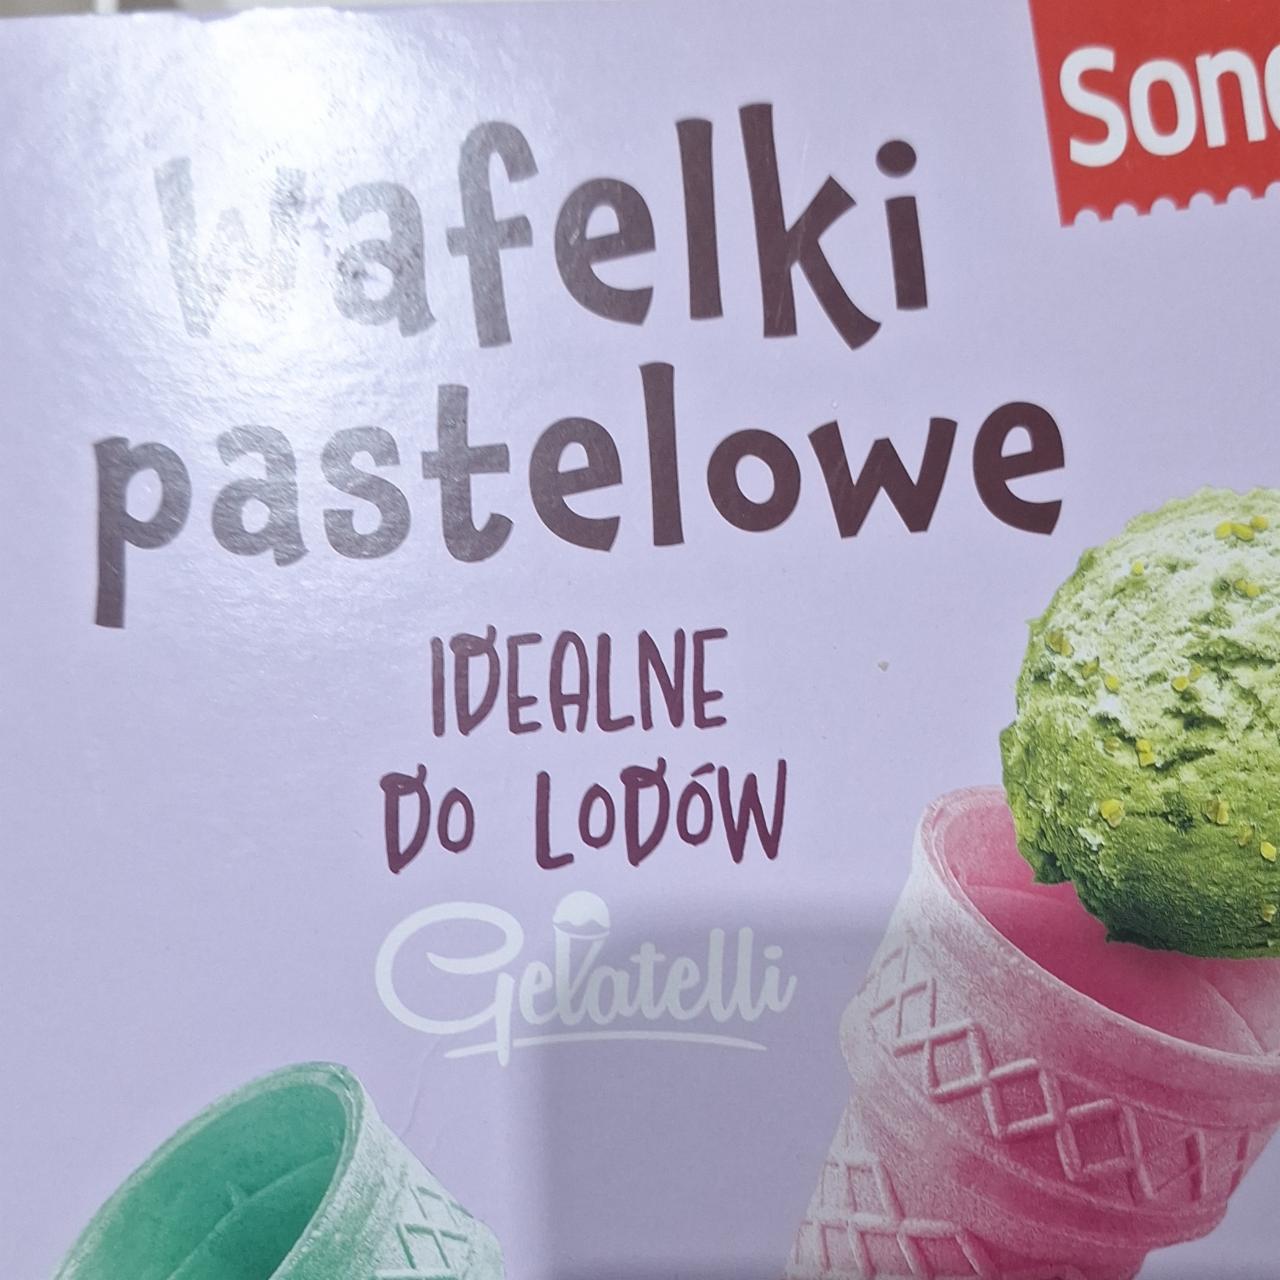 Wafelki
pastelowe
IDEALNE
DO LODÓW
Gelatelli